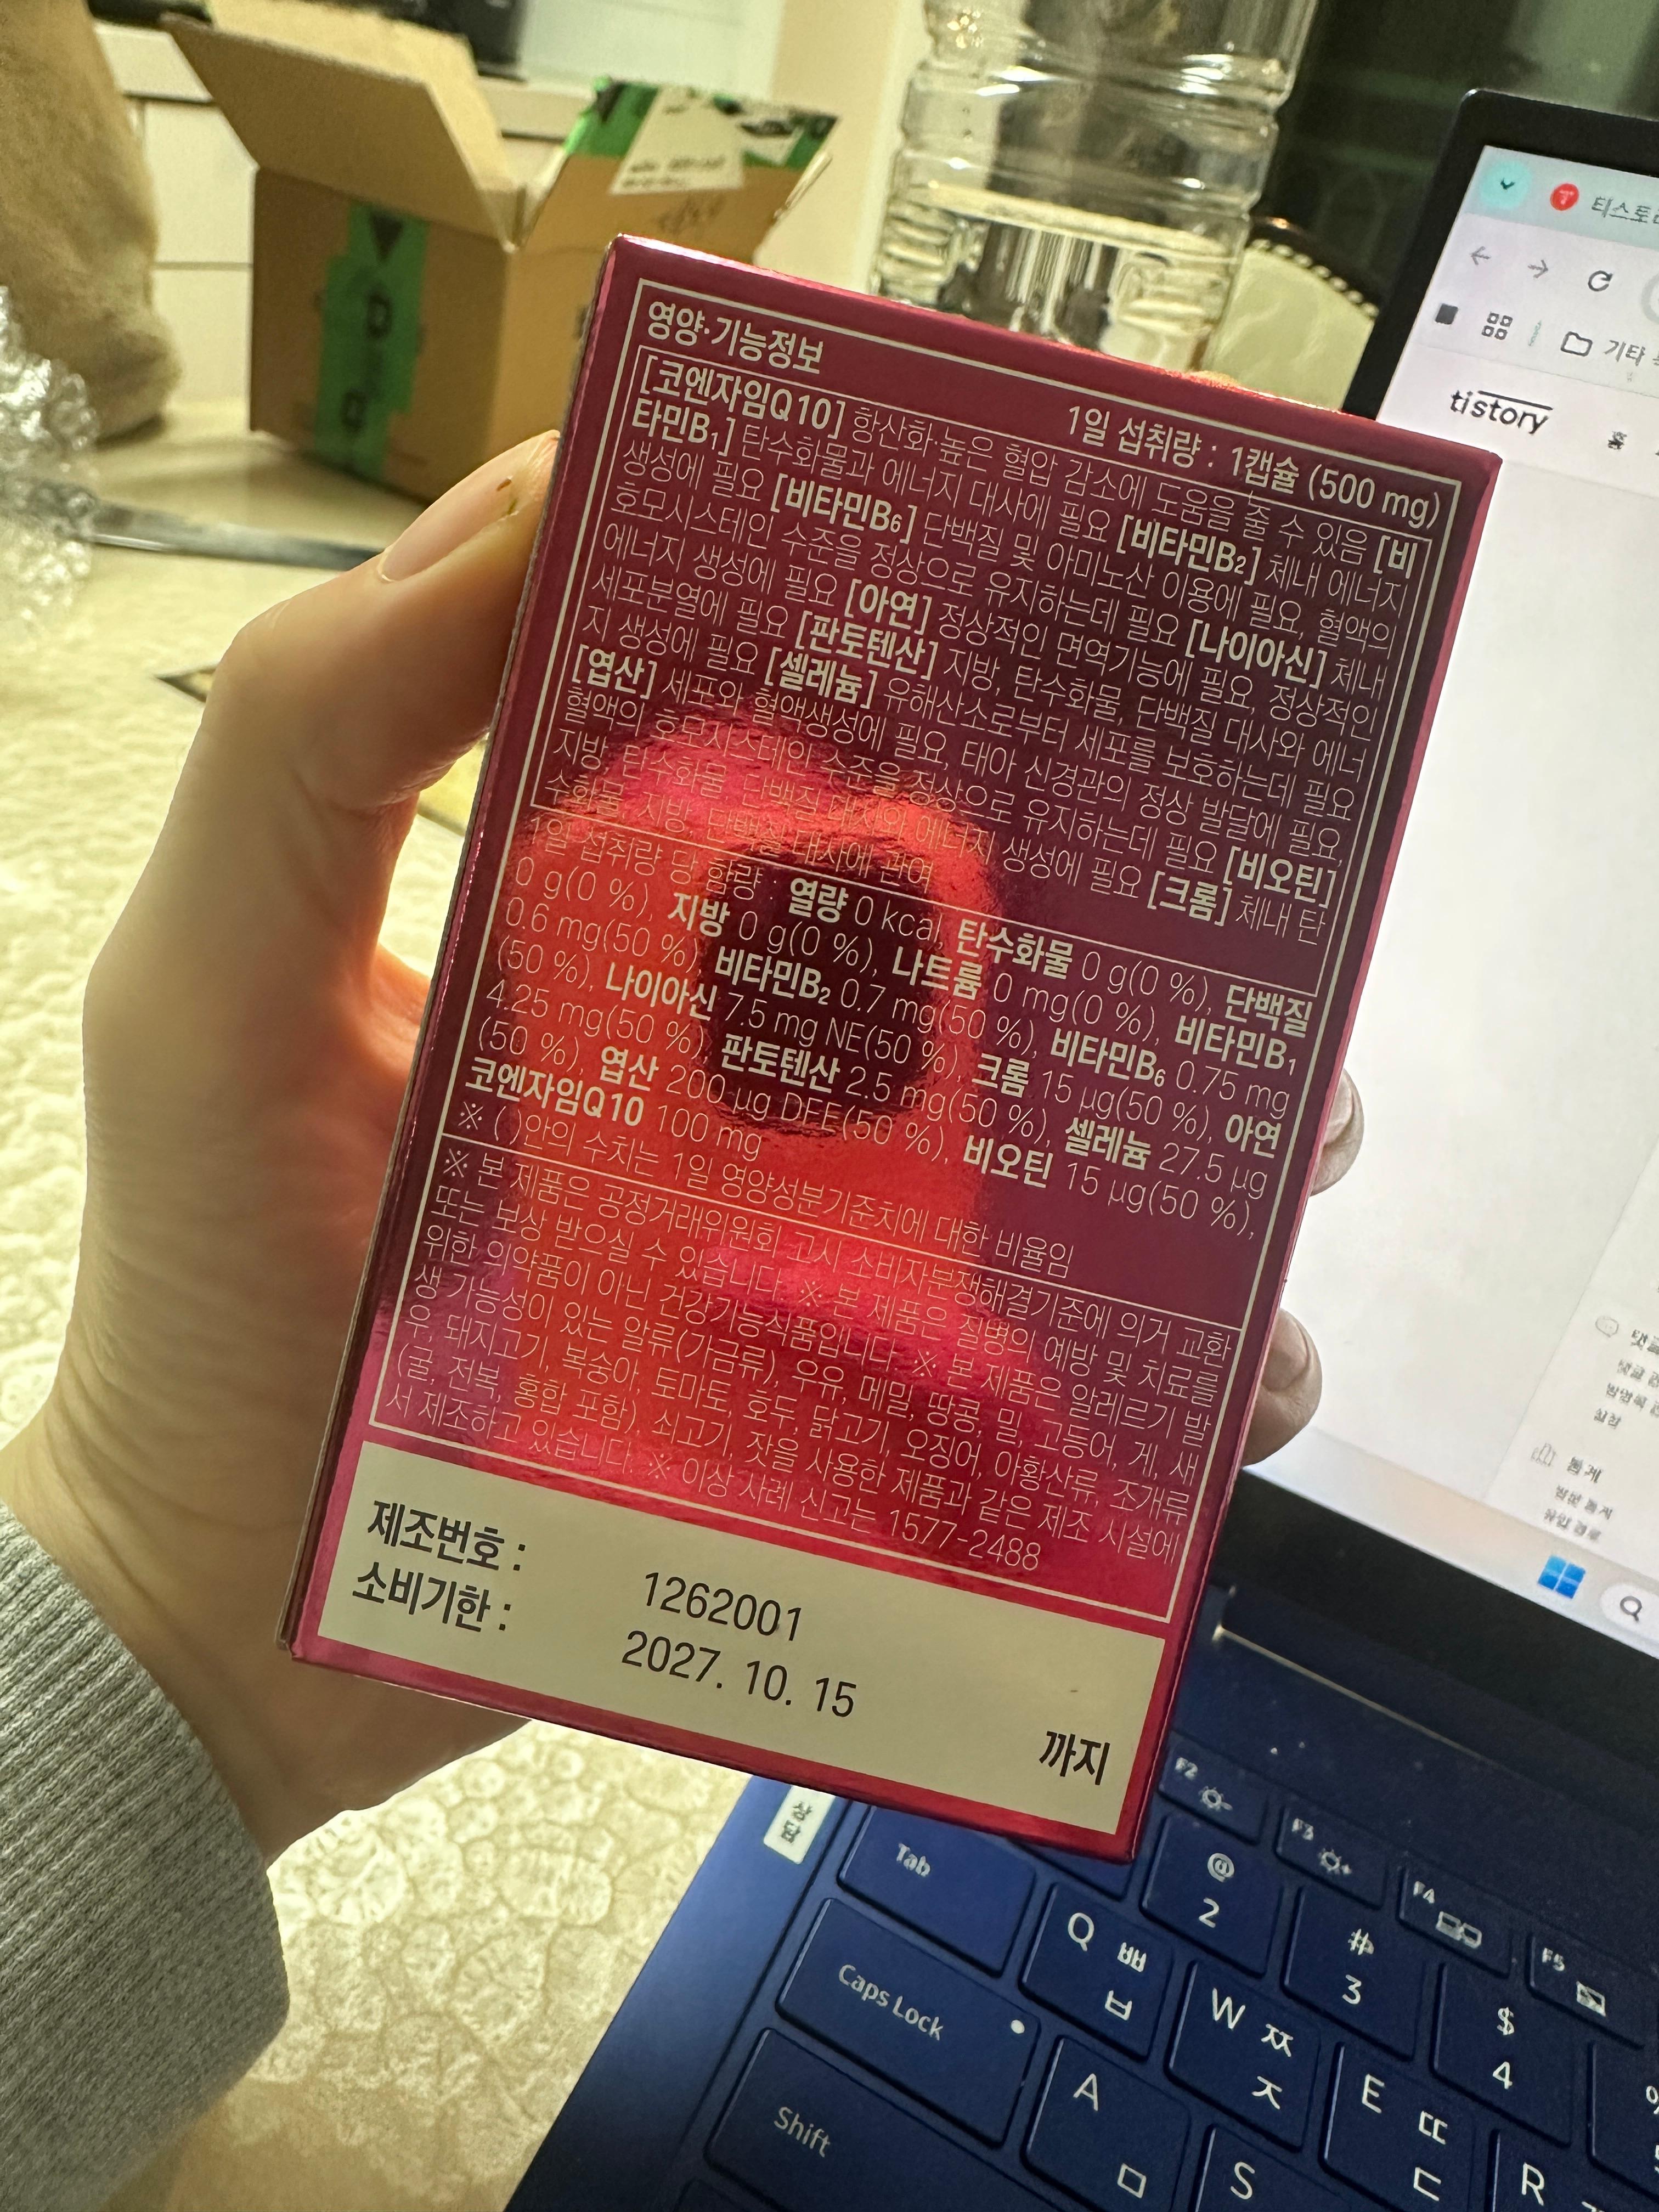 영양·기능정보
1일 섭취량 : 1캡슐 (500 mg)
[코엔자임Q10] 항산화·높은 혈압 감소에 도움을 줄 수 있음 [비
타민B₁] 탄수화물과 에너지 대사에 필요 [비타민B₂] 체내 에너지
생성에 필요 [비타민B₆] 단백질 및 아미노산 이용에 필요, 혈액의
호모시스테인 수준을 정상으로 유지하는데 필요 [나이아신] 체내
에너지 생성에 필요 [아연] 정상적인 면역기능에 필요, 정상적인
세포분열에 필요 [판토텐산] 지방, 탄수화물, 단백질 대사와 에너
지 생성에 필요 [셀레늄] 유해산소로부터 세포를 보호하는데 필요
[엽산] 세포와 혈액생성에 필요, 태아 신경관의 정상 발달에 필요,
혈액의 호모시스테인 수준을 정상으로 유지하는데 필요 [비오틴]
지방, 탄수화물, 단백질 대사와 에너지 생성에 필요 [크롬] 체내 탄
수화물, 지방, 단백질 대사에 관여
1일 섭취량 당 함량 : 열량 0 kcal, 탄수화물 0 g(0 %), 단백질
0 g(0 %), 지방 0 g(0 %), 나트륨 0 mg(0 %), 비타민B₁
0.6 mg(50 %), 비타민B₂ 0.7 mg(50 %), 비타민B₆ 0.75 mg
(50 %), 나이아신 7.5 mg NE(50 %), 크롬 15 µg(50 %), 아연
4.25 mg(50 %), 판토텐산 2.5 mg(50 %), 셀레늄 27.5 µg
(50 %), 엽산 200 µg DFE(50 %), 비오틴 15 µg(50 %),
코엔자임Q10 100 mg
※ ( )안의 수치는 1일 영양성분기준치에 대한 비율임
※ 본 제품은 공정거래위원회 고시 소비자분쟁해결기준에 의거 교환
또는 보상 받으실 수 있습니다. ※ 본 제품은 질병의 예방 및 치료를
위한 의약품이 아닌 건강기능식품입니다. ※ 본 제품은 알레르기 발
생 가능성이 있는 알류(가금류), 우유, 메밀, 땅콩, 밀, 고등어, 게, 새
우, 돼지고기, 복숭아, 토마토, 호두, 닭고기, 오징어, 아황산류, 조개류
(굴, 전복, 홍합 포함), 쇠고기, 잣을 사용한 제품과 같은 제조 시설에
서 제조하고 있습니다. ※ 이상 사례 신고는 1577-2488
제조번호 : 1262001
소비기한 : 2027. 10. 15
까지
티스토리
기타
tistory
홈
통계
상
담
F2
F3
F4
F5
Tab
@ 2
# 3
$ 4
Q ㅃ ㅂ
W ㅉ ㅈ
E ㄸ ㄷ
R
Caps Lock
A ㅁ
S
Shift